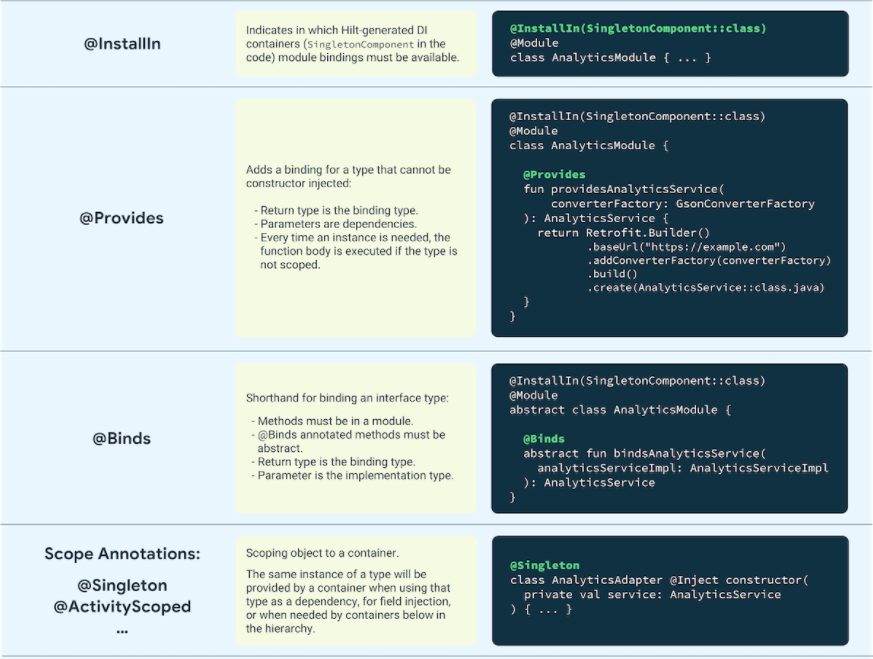 @InstallIn
Indicates in which Hilt-generated DI
containers (SingletonComponent in the
code) module bindings must be available.
@InstallIn(SingletonComponent::class)
@Module
class AnalyticsModule { ... }
@Provides
Adds a binding for a type that cannot be
constructor injected:
- Return type is the binding type.
- Parameters are dependencies.
- Every time an instance is needed, the
function body is executed if the type is
not scoped.
@InstallIn(SingletonComponent::class)
@Module
class AnalyticsModule {
@Provides
fun providesAnalyticsService(
converterFactory: GsonConverterFactory
): AnalyticsService {
return Retrofit.Builder()
.baseUrl("https://example.com")
.addConverterFactory(converterFactory)
.build()
.create(AnalyticsService::class.java)
}
}
@Binds
Shorthand for binding an interface type:
- Methods must be in a module.
- @Binds annotated methods must be
abstract.
- Return type is the binding type.
- Parameter is the implementation type.
@InstallIn(SingletonComponent::class)
@Module
abstract class AnalyticsModule {
@Binds
abstract fun bindsAnalyticsService(
analyticsServiceImpl: AnalyticsServiceImpl
): AnalyticsService
}
Scope Annotations:
@Singleton
@ActivityScoped
...
Scoping object to a container.
The same instance of a type will be
provided by a container when using that
type as a dependency, for field injection,
or when needed by containers below in
the hierarchy.
@Singleton
class AnalyticsAdapter @Inject constructor(
private val service: AnalyticsService
) { ... }